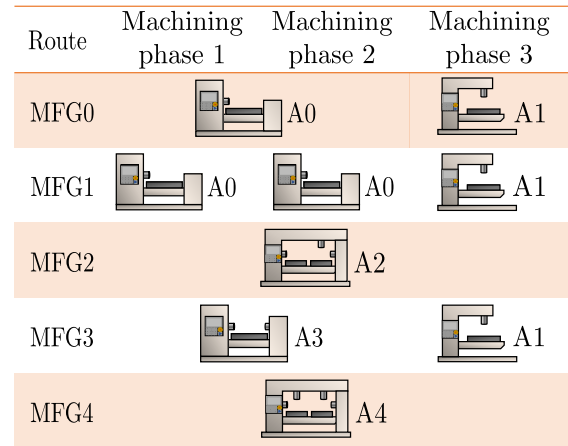 Route Machining phase 1 Machining phase 2 Machining phase 3
MFG0 A0 A1
MFG1 A0 A0 A1
MFG2 A2
MFG3 A3 A1
MFG4 A4